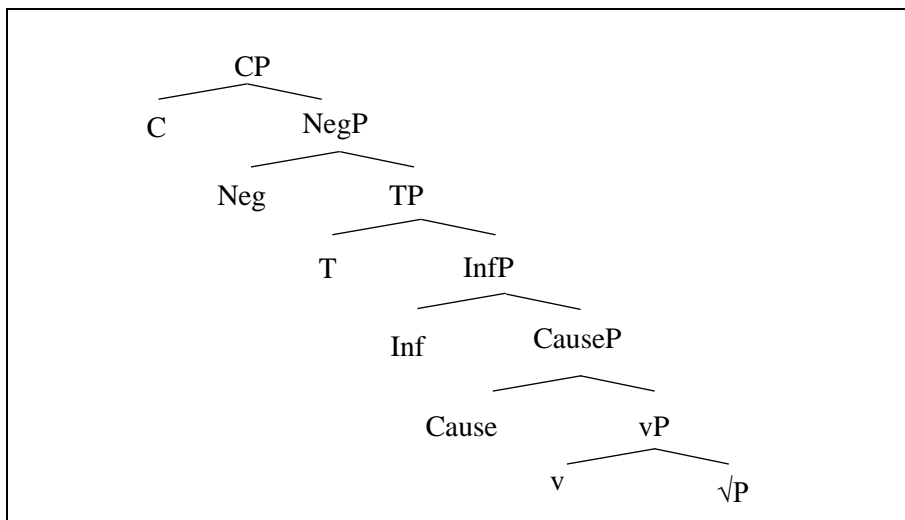 CP
C NegP
Neg TP
T InfP
Inf CauseP
Cause vP
v √P